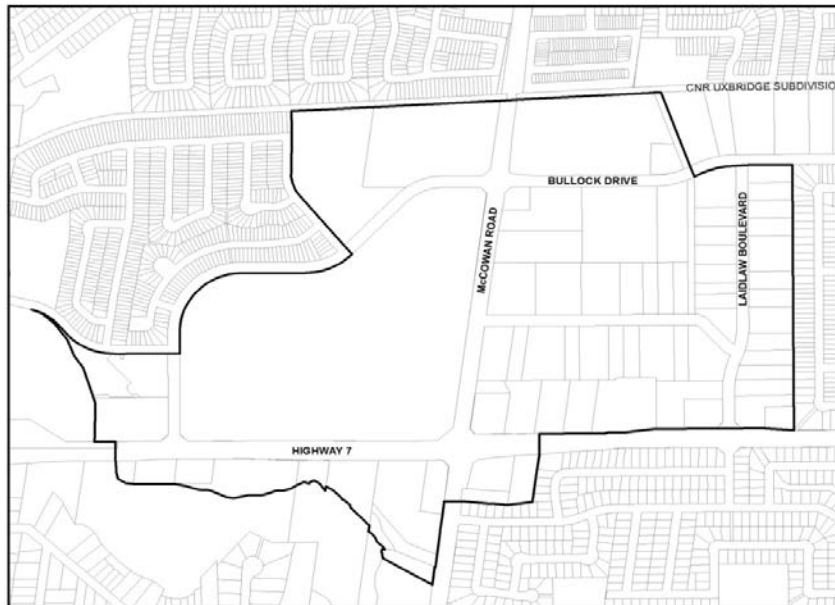 CNR UXBRIDGE SUBDIVISIO
BULLOCK DRIVE
McCOWAN ROAD
LAIDLAW BOULEVARD
HIGHWAY 7